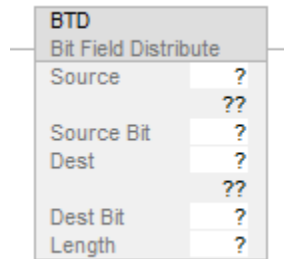 BTD
Bit Field Distribute
Source ?
??
Source Bit ?
Dest ?
??
Dest Bit ?
Length ?